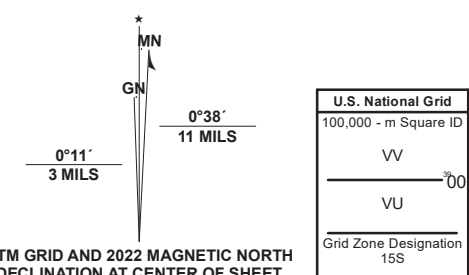 ★
MN
GN
0°38´
11 MILS
0°11´
3 MILS
TM GRID AND 2022 MAGNETIC NORTH
DECLINATION AT CENTER OF SHEET
U.S. National Grid
100,000 - m Square ID
VV
3900
VU
Grid Zone Designation
15S